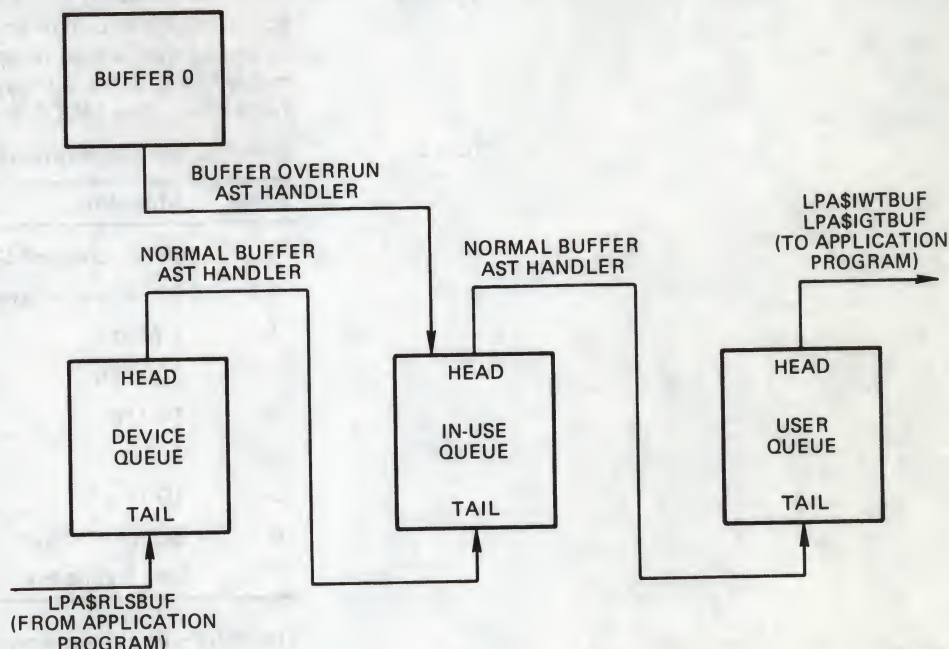 BUFFER 0
BUFFER OVERRUN
AST HANDLER
LPA$IWTBUF
LPA$IGTBUF
(TO APPLICATION
PROGRAM)
NORMAL BUFFER
AST HANDLER
NORMAL BUFFER
AST HANDLER
HEAD
DEVICE
QUEUE
TAIL
HEAD
IN-USE
QUEUE
TAIL
HEAD
USER
QUEUE
TAIL
LPA$RLSBUF
(FROM APPLICATION
PROGRAM)